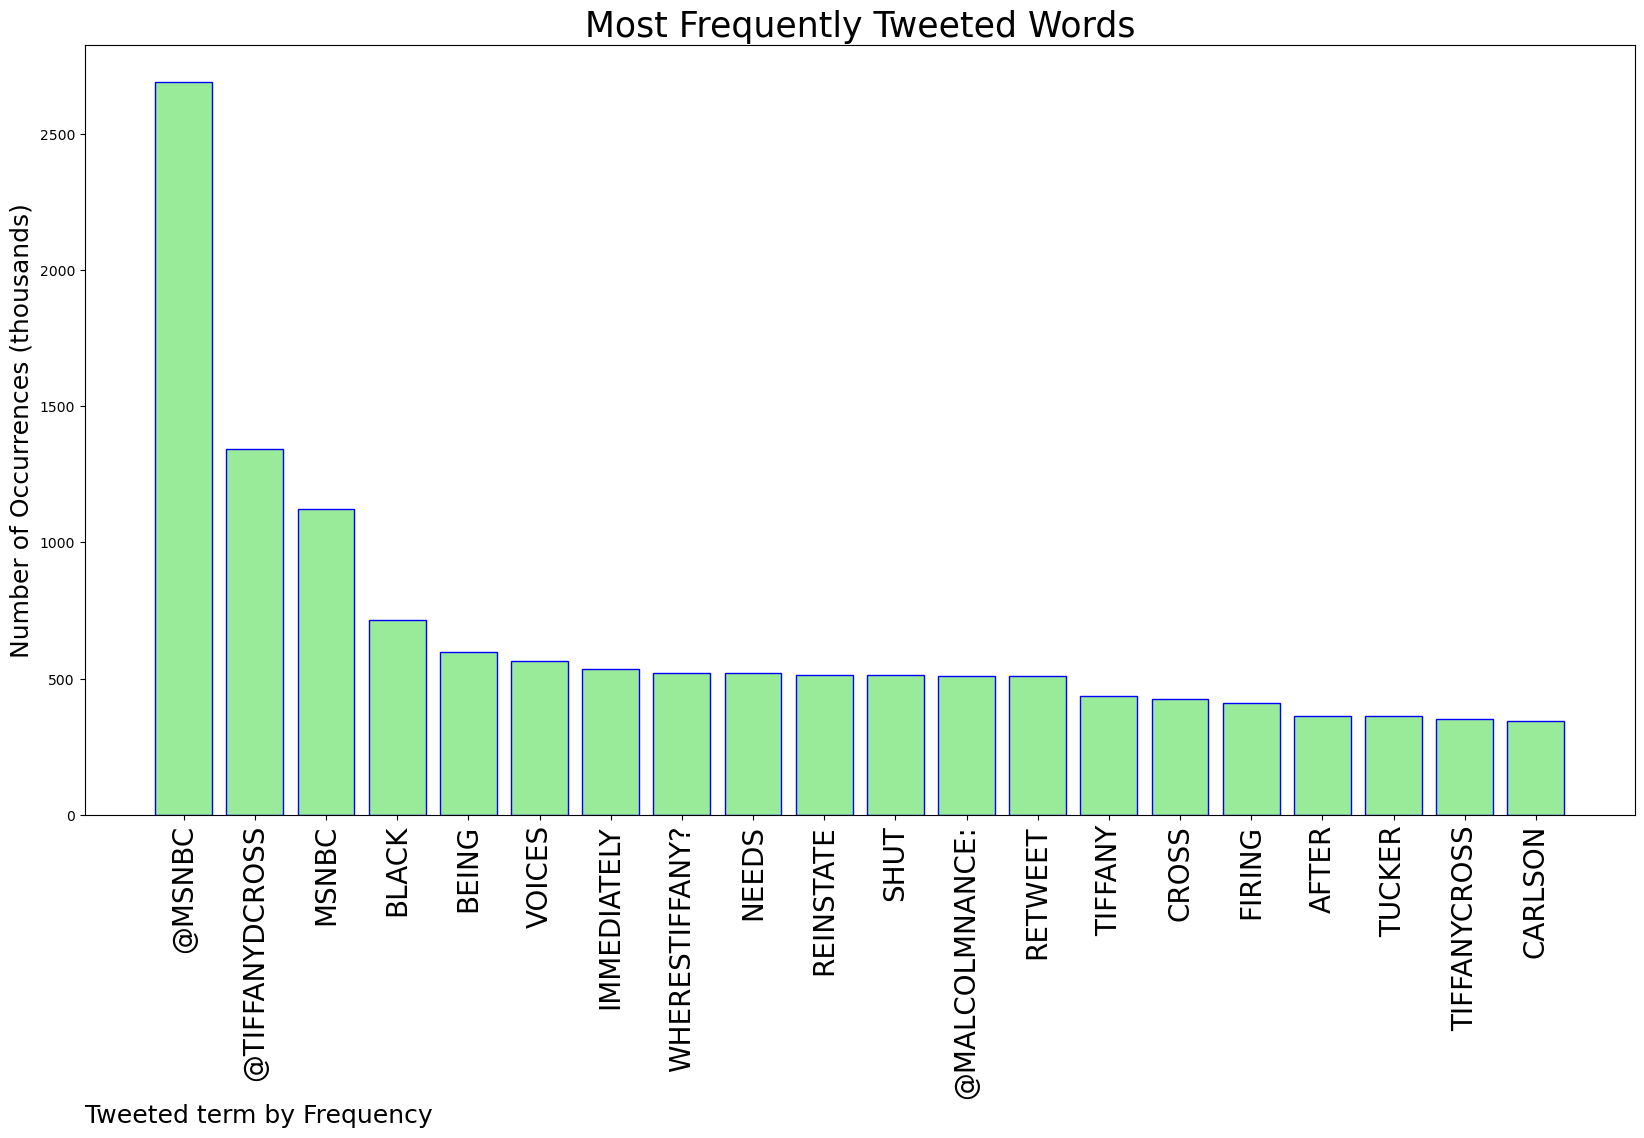 Most Frequently Tweeted Words
Number of Occurrences (thousands)
2500
2000
1500
1000
500
0
@MSNBC
@TIFFANYDCROSS
MSNBC
BLACK
BEING
VOICES
IMMEDIATELY
WHERESTIFFANY?
NEEDS
REINSTATE
SHUT
@MALCOLMNANCE:
RETWEET
TIFFANY
CROSS
FIRING
AFTER
TUCKER
TIFFANYCROSS
CARLSON
Tweeted term by Frequency